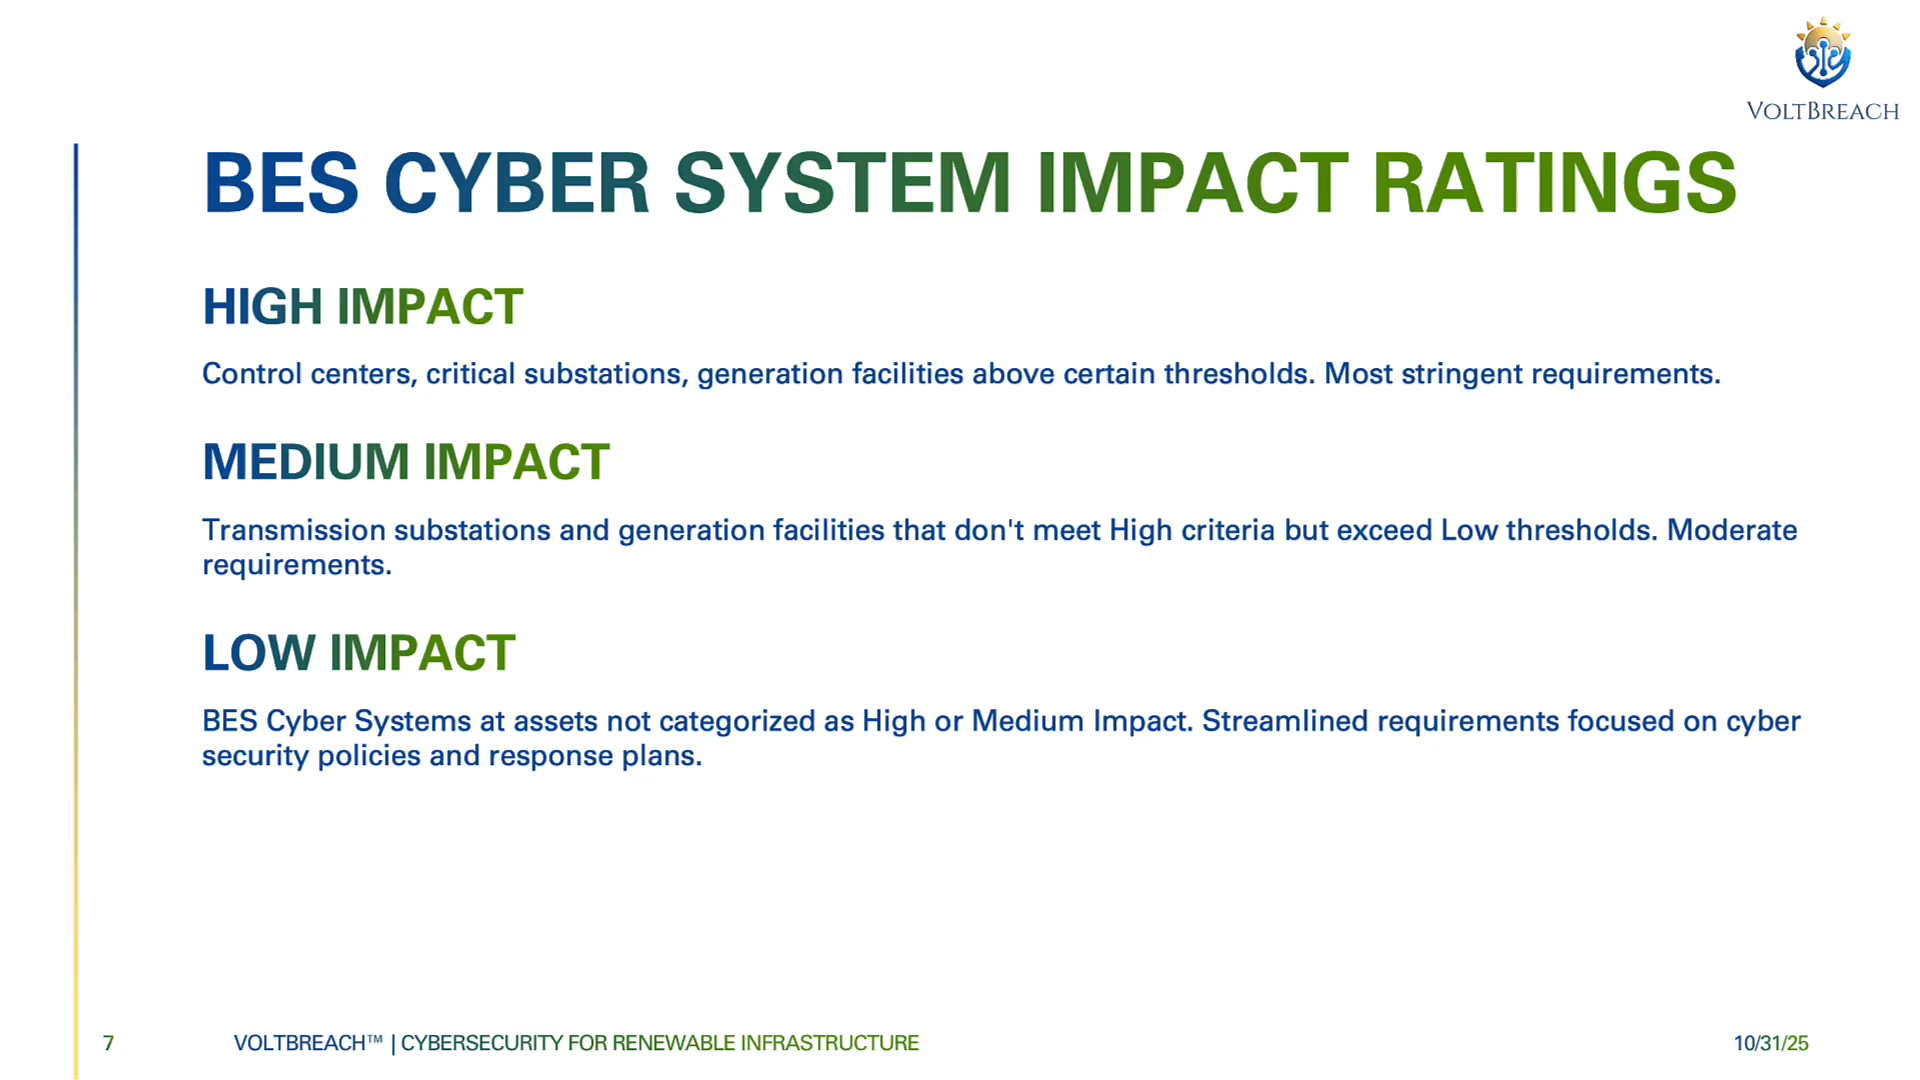 VOLTBREACH
BES CYBER SYSTEM IMPACT RATINGS
HIGH IMPACT
Control centers, critical substations, generation facilities above certain thresholds. Most stringent requirements.
MEDIUM IMPACT
Transmission substations and generation facilities that don't meet High criteria but exceed Low thresholds. Moderate
requirements.
LOW IMPACT
BES Cyber Systems at assets not categorized as High or Medium Impact. Streamlined requirements focused on cyber
security policies and response plans.
7 VOLTBREACH™ | CYBERSECURITY FOR RENEWABLE INFRASTRUCTURE 10/31/25